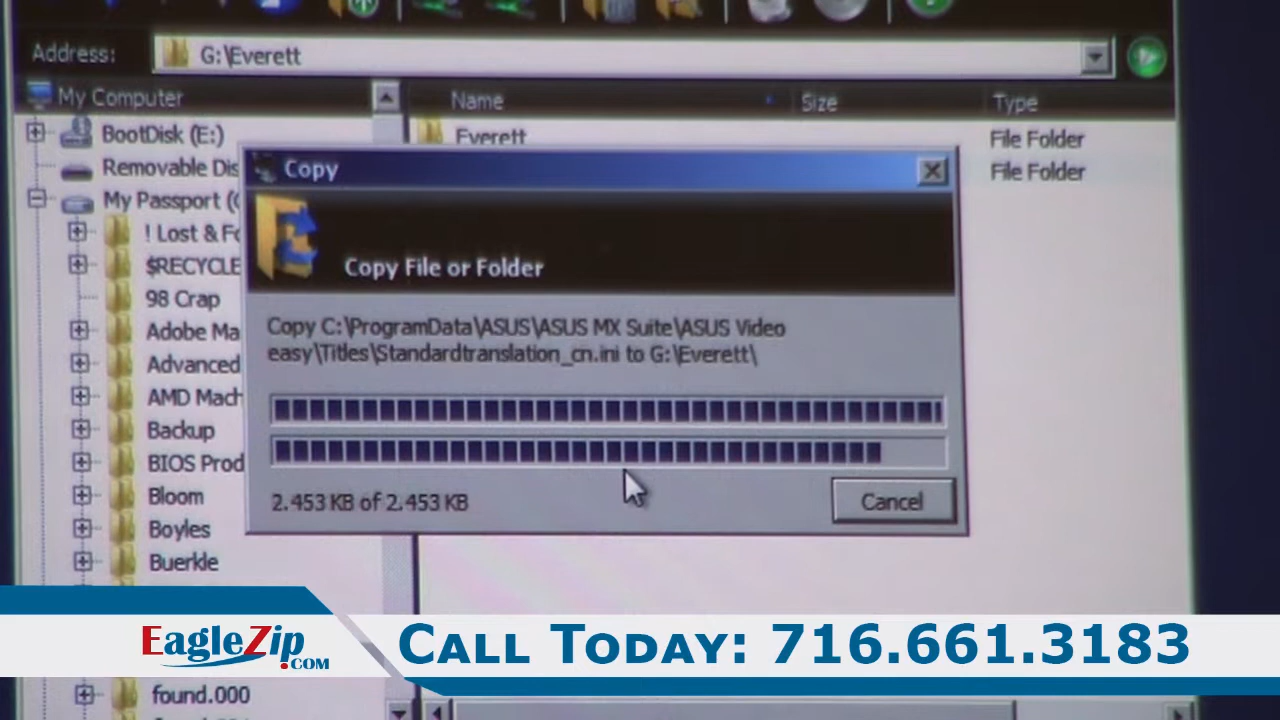 Address: G:\Everett
My Computer
Name Size Type
BootDisk (E:)
Everett File Folder
Removable Dis
File Folder
My Passport (
! Lost & Fo
$RECYCLE
98 Crap
Adobe Ma
Advanced
AMD Mach
Backup
BIOS Prod
Bloom
Boyles
Buerkle
found.000
Copy
Copy File or Folder
Copy C:\ProgramData\ASUS\ASUS MX Suite\ASUS Video
easy\Titles\Standardtranslation_cn.ini to G:\Everett\
2.453 KB of 2.453 KB
Cancel
EagleZip.com
Call Today: 716.661.3183